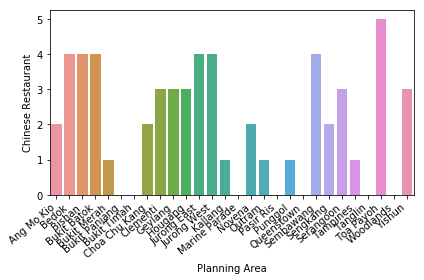 5
4
3
2
1
0
Chinese Restaurant
Ang Mo Kio
Bedok
Bishan
Bukit Batok
Bukit Merah
Bukit Panjang
Bukit Timah
Choa Chu Kang
Clementi
Geylang
Hougang
Jurong East
Jurong West
Kallang
Marine Parade
Novena
Outram
Pasir Ris
Punggol
Queenstown
Sembawang
Sengkang
Serangoon
Tampines
Tanglin
Toa Payoh
Woodlands
Yishun
Planning Area